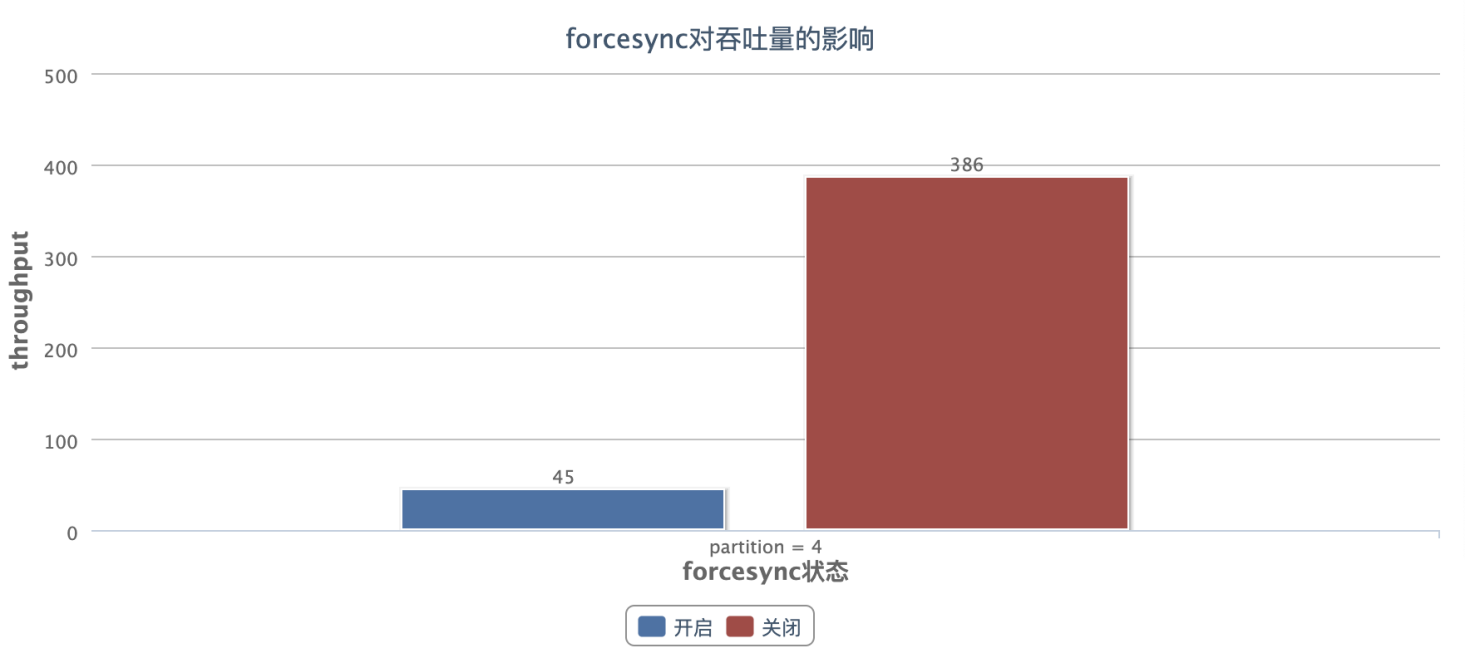 forcesync对吞吐量的影响
500
400
300
200
100
0
throughput
386
45
partition = 4
forcesync状态
开启 关闭